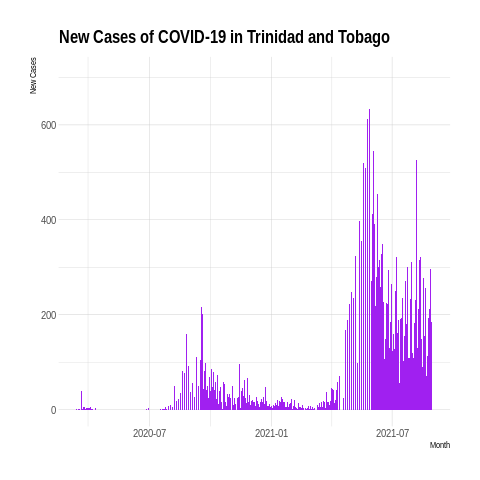 New Cases of COVID-19 in Trinidad and Tobago
New Cases
600
400
200
0
2020-07 2021-01 2021-07
Month